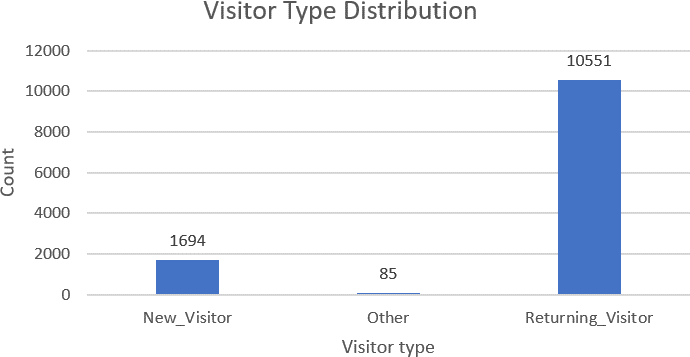 Visitor Type Distribution
12000
10000
8000
6000
4000
2000
0
Count
1694
85
10551
New_Visitor
Other
Returning_Visitor
Visitor type